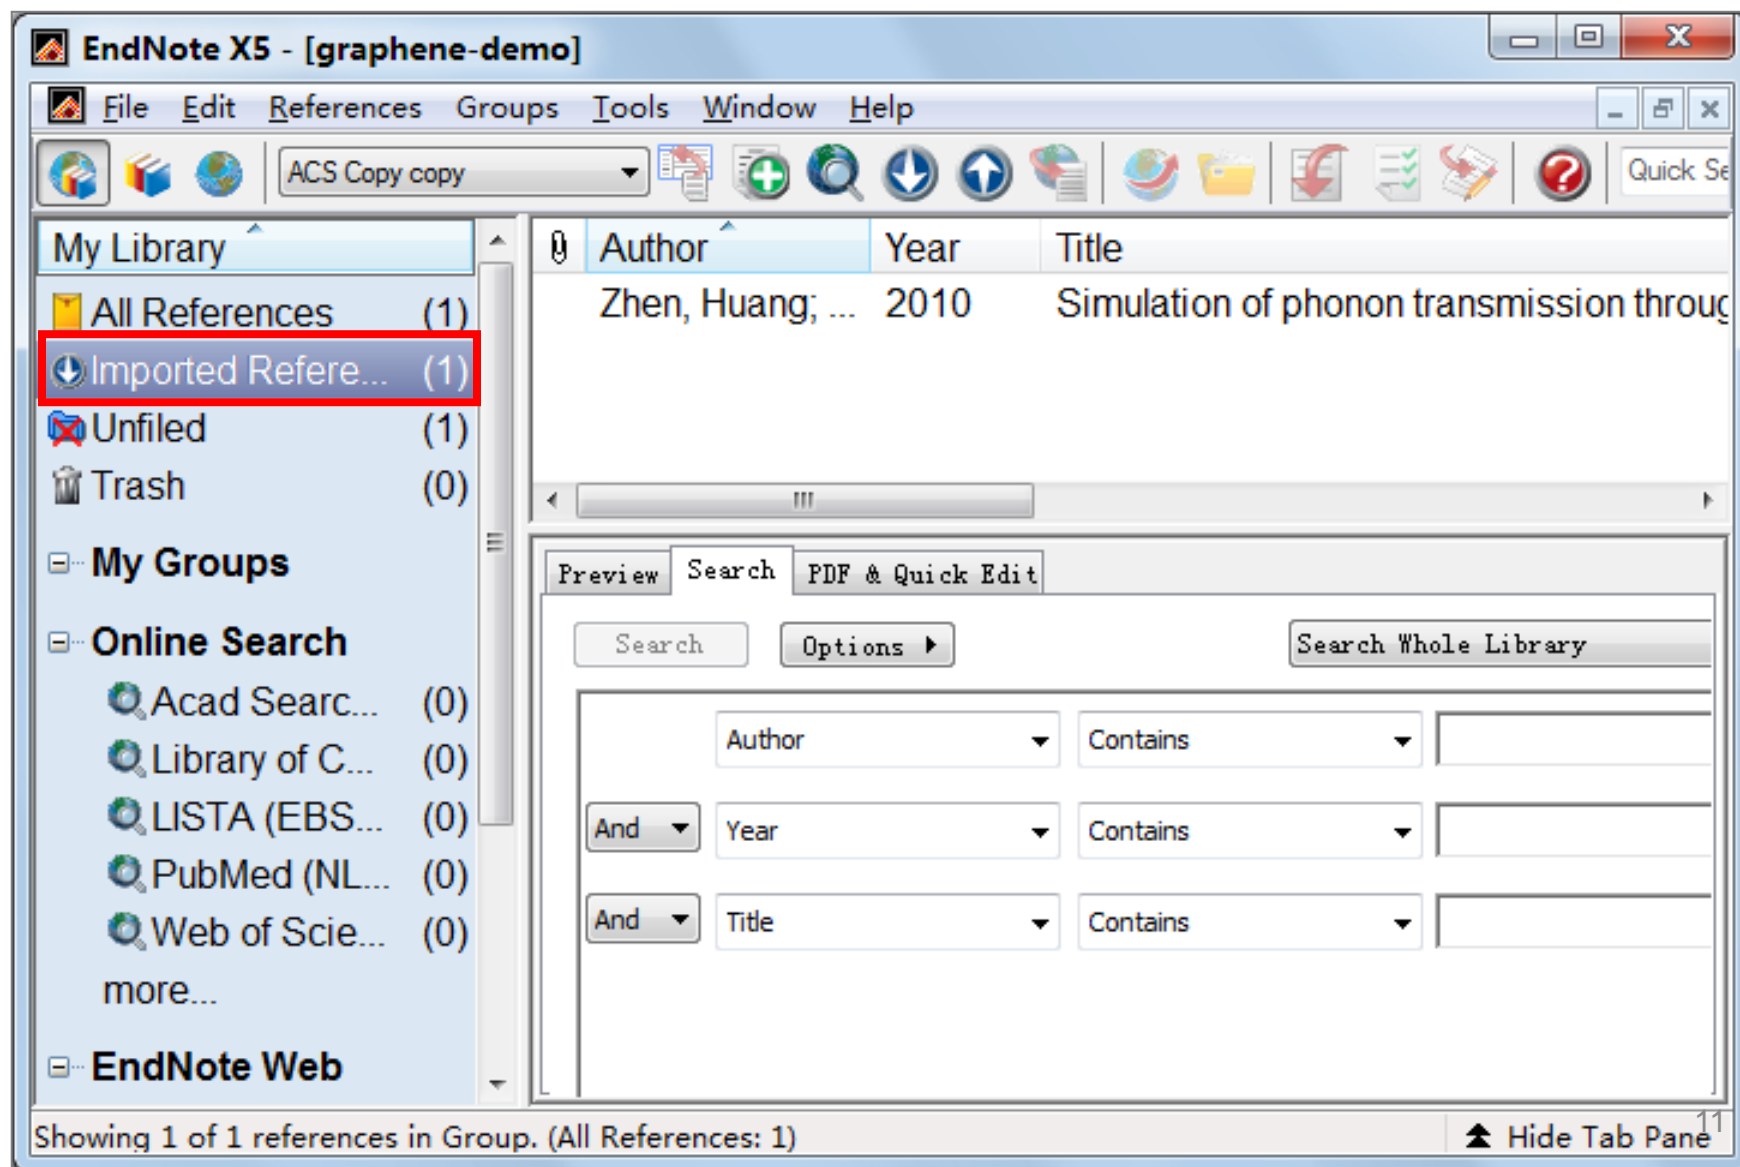 EndNote X5 - [graphene-demo]
File Edit References Groups Tools Window Help
ACS Copy copy
Quick Se
My Library
All References (1)
Imported Refere... (1)
Unfiled (1)
Trash (0)
My Groups
Online Search
Acad Searc... (0)
Library of C... (0)
LISTA (EBS... (0)
PubMed (NL... (0)
Web of Scie... (0)
more...
EndNote Web
Author Year Title
Zhen, Huang; ... 2010 Simulation of phonon transmission throug
Preview Search PDF & Quick Edit
Search Options Search Whole Library
Author Contains
And Year Contains
And Title Contains
Showing 1 of 1 references in Group. (All References: 1)
Hide Tab Pane
11